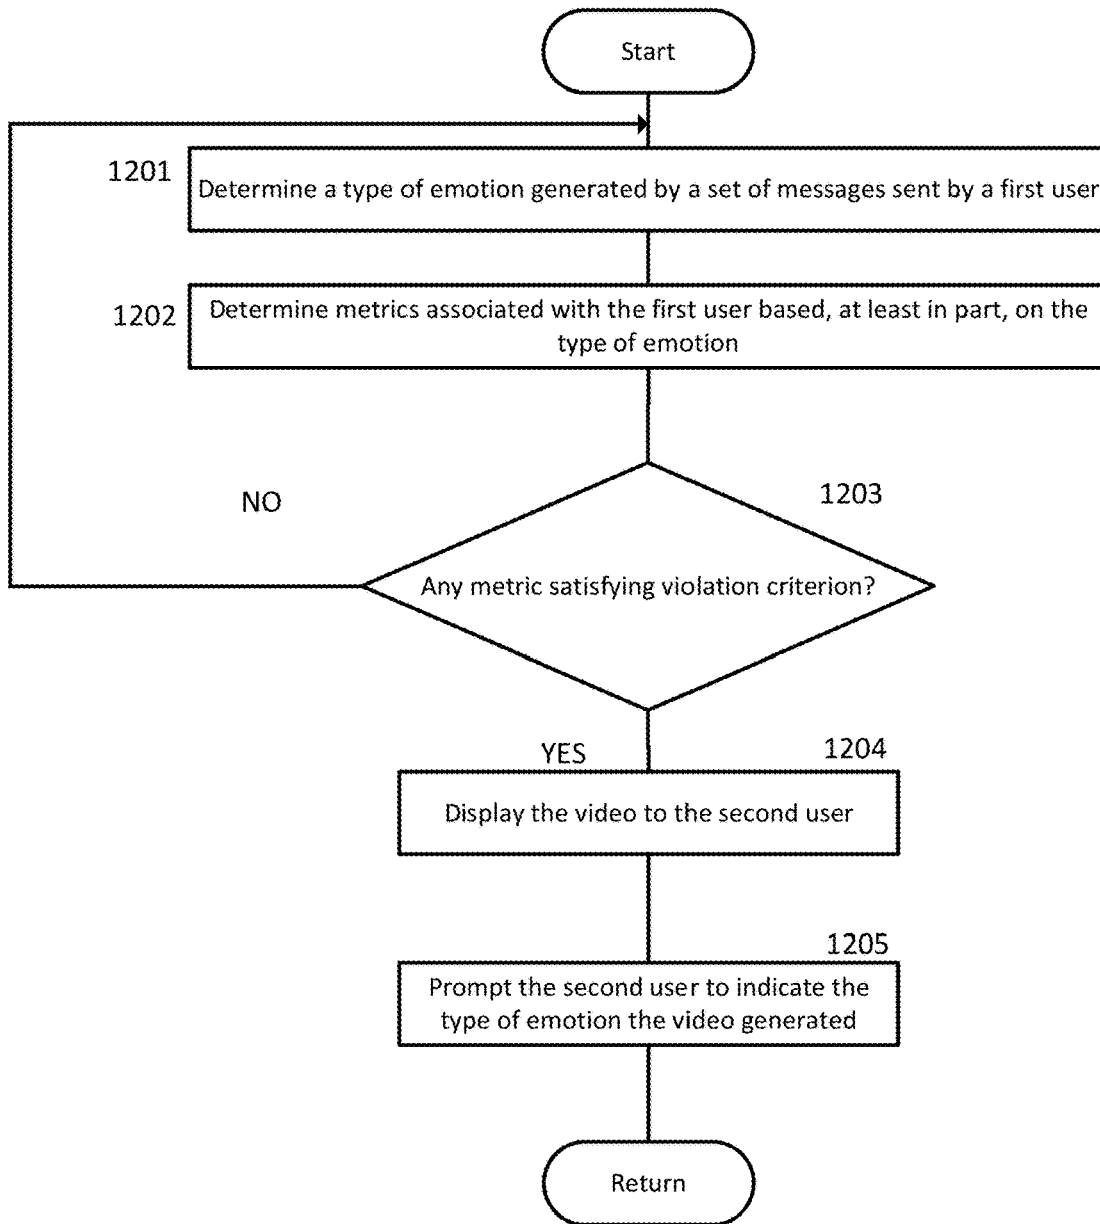 Start
1201
Determine a type of emotion generated by a set of messages sent by a first user
1202
Determine metrics associated with the first user based, at least in part, on the
type of emotion
1203
NO
Any metric satisfying violation criterion?
YES
1204
Display the video to the second user
1205
Prompt the second user to indicate the
type of emotion the video generated
Return